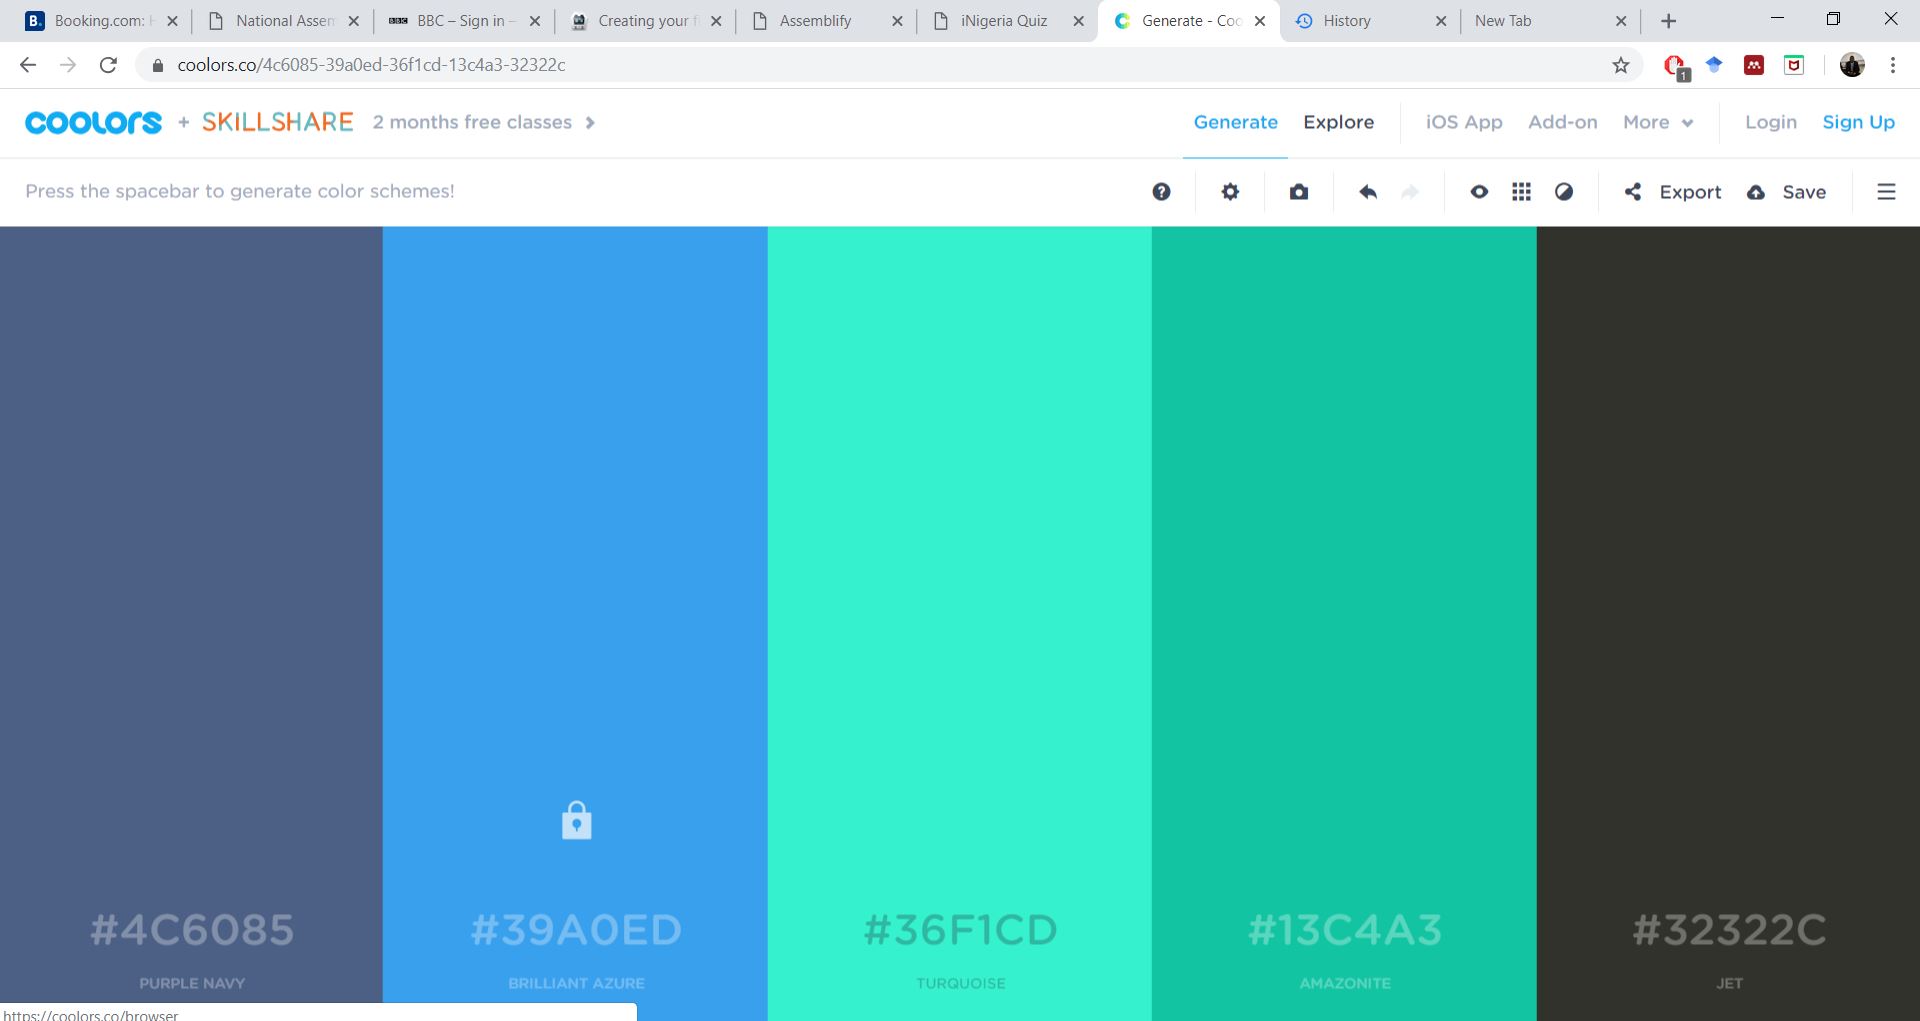 Booking.com: H
National Assem
BBC – Sign in –
Creating your fi
Assemblify
iNigeria Quiz
Generate - Coo
History
New Tab
coolors.co/4c6085-39a0ed-36f1cd-13c4a3-32322c
1
coolors + SKILLSHARE 2 months free classes
Generate Explore iOS App Add-on More Login Sign Up
Press the spacebar to generate color schemes!
Export Save
#4C6085 #39A0ED #36F1CD #13C4A3 #32322C
PURPLE NAVY BRILLIANT AZURE TURQUOISE AMAZONITE JET
https://coolors.co/browser